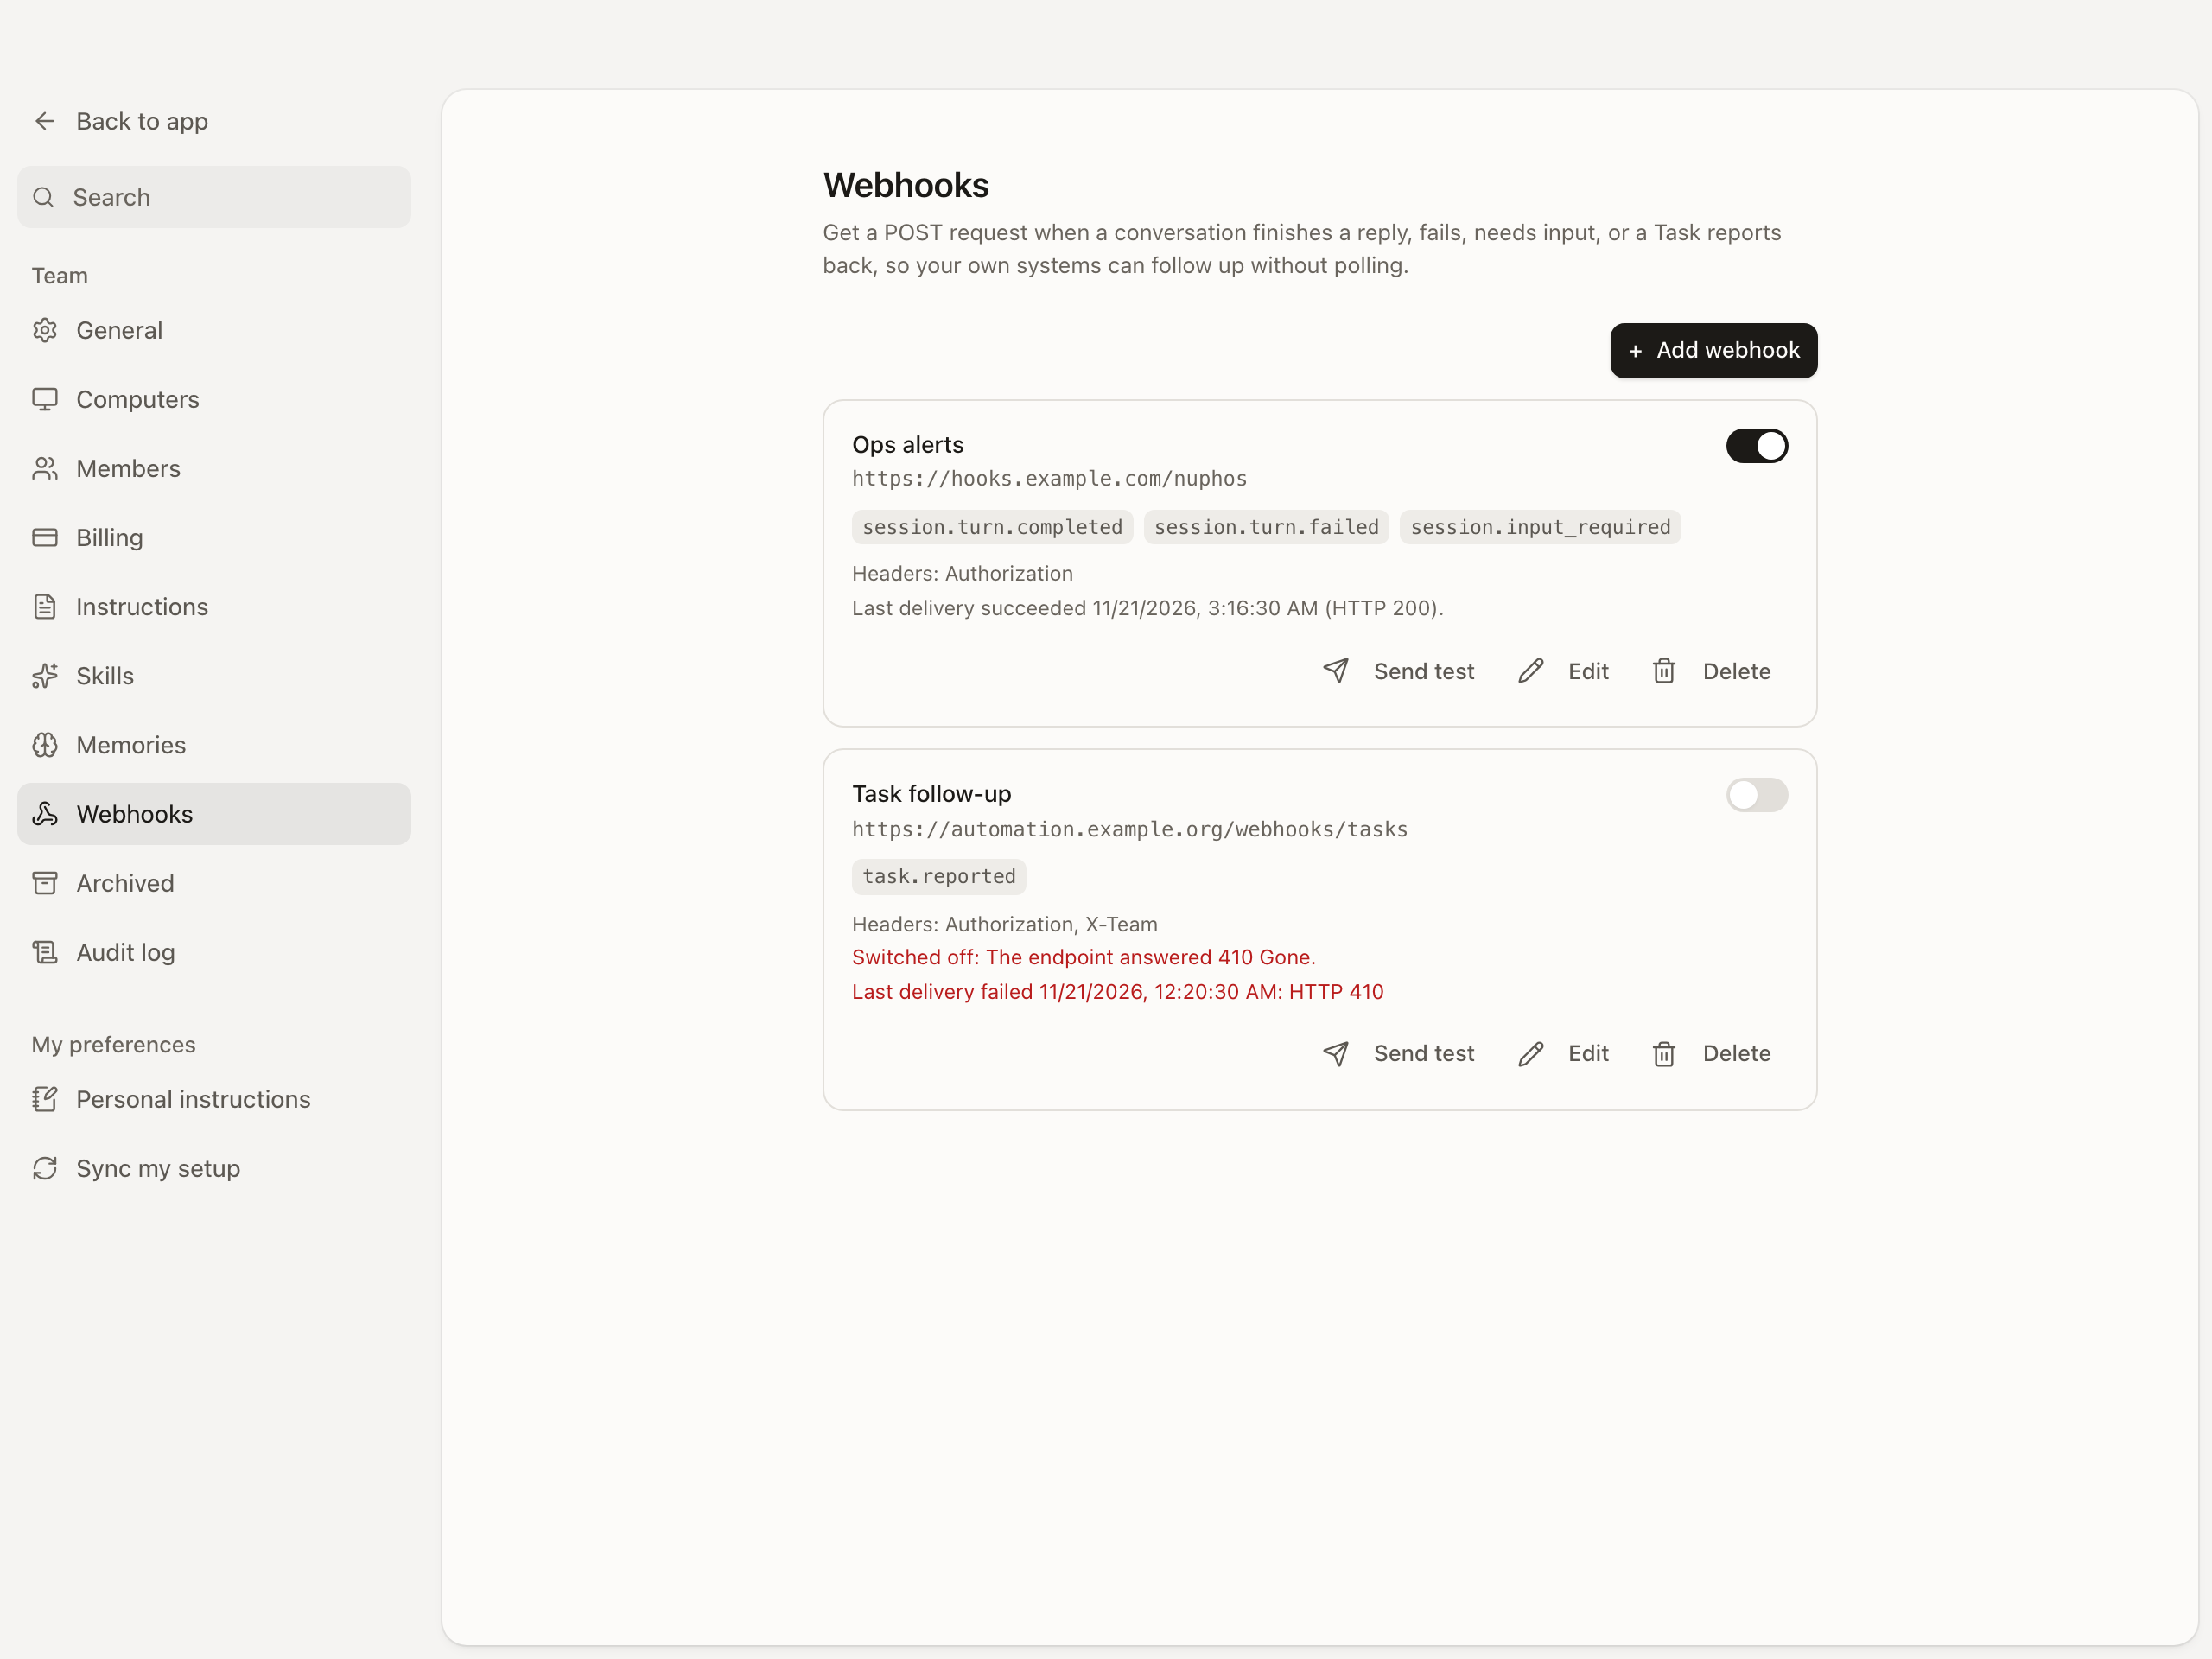 Back to app
Search
Team
General
Computers
Members
Billing
Instructions
Skills
Memories
Webhooks
Archived
Audit log
My preferences
Personal instructions
Sync my setup
Webhooks
Get a POST request when a conversation finishes a reply, fails, needs input, or a Task reports
back, so your own systems can follow up without polling.
+ Add webhook
Ops alerts
https://hooks.example.com/nuphos
session.turn.completed session.turn.failed session.input_required
Headers: Authorization
Last delivery succeeded 11/21/2026, 3:16:30 AM (HTTP 200).
Send test Edit Delete
Task follow-up
https://automation.example.org/webhooks/tasks
task.reported
Headers: Authorization, X-Team
Switched off: The endpoint answered 410 Gone.
Last delivery failed 11/21/2026, 12:20:30 AM: HTTP 410
Send test Edit Delete